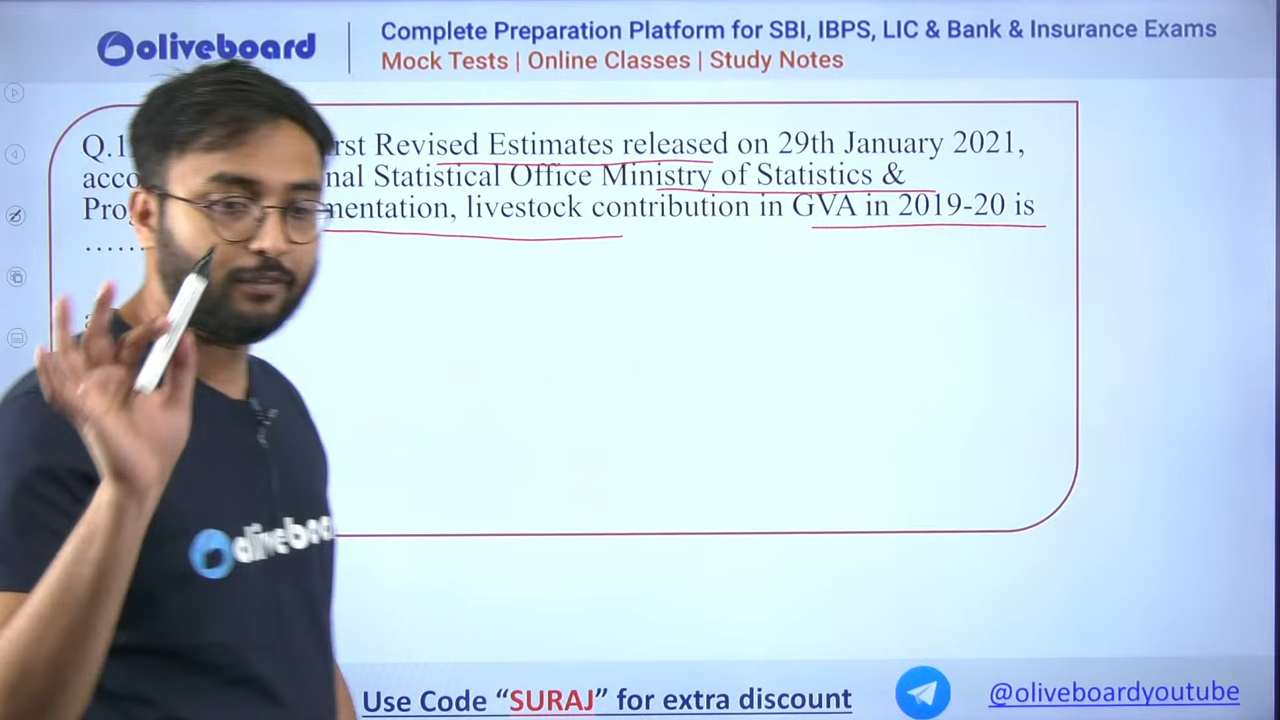 oliveboard
Complete Preparation Platform for SBI, IBPS, LIC & Bank & Insurance Exams
Mock Tests | Online Classes | Study Notes
Q.1 rst Revised Estimates released on 29th January 2021,
acco nal Statistical Office Ministry of Statistics &
Pro mentation, livestock contribution in GVA in 2019-20 is
......
a
oliveboa
Use Code “SURAJ” for extra discount
@oliveboardyoutube